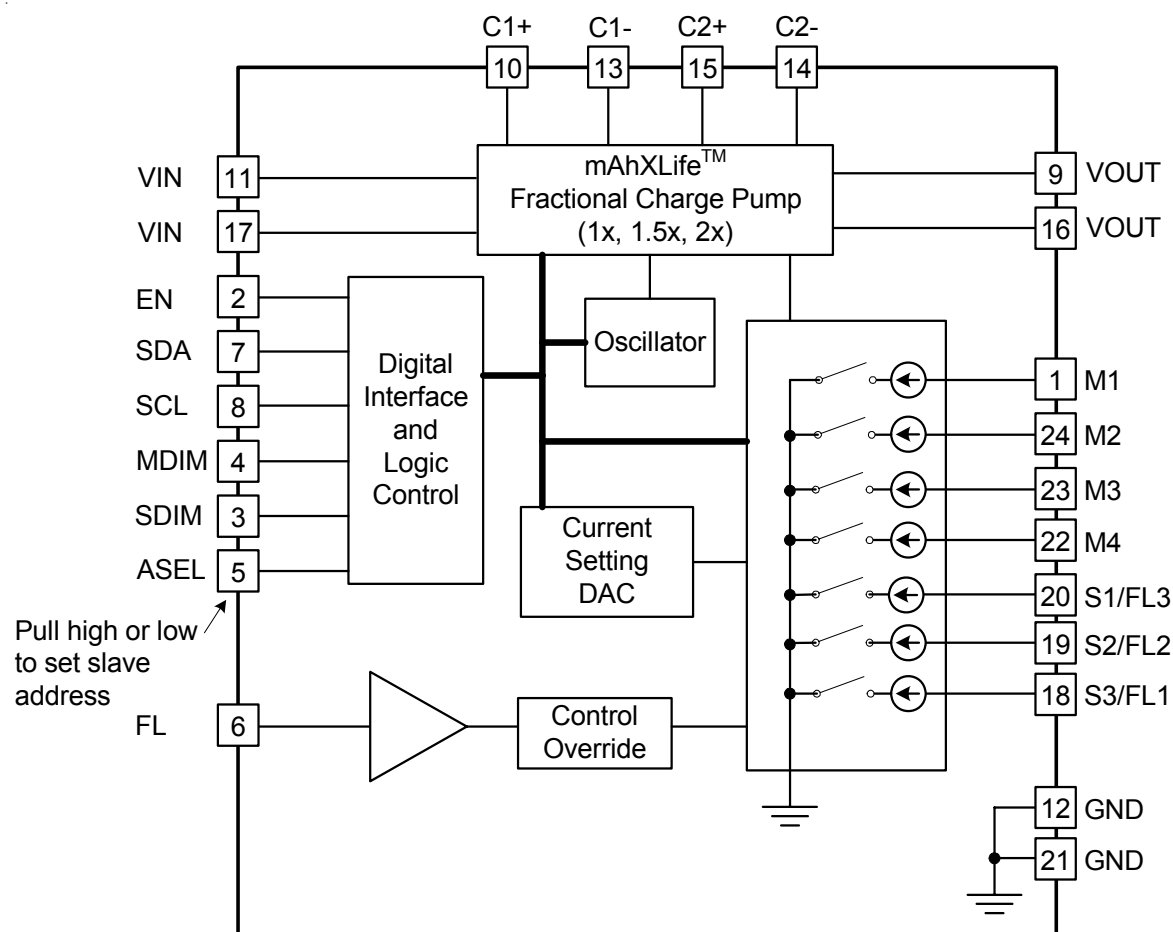 C1+ C1- C2+ C2-
10 13 15 14
mAhXLife™
Fractional Charge Pump
(1x, 1.5x, 2x)
VIN 11
VIN 17
9 VOUT
16 VOUT
EN 2
SDA 7
SCL 8
MDIM 4
SDIM 3
ASEL 5
Digital
Interface
and
Logic
Control
Oscillator
Current
Setting
DAC
1 M1
24 M2
23 M3
22 M4
20 S1/FL3
19 S2/FL2
18 S3/FL1
Pull high or low
to set slave
address
FL 6
Control
Override
12 GND
21 GND